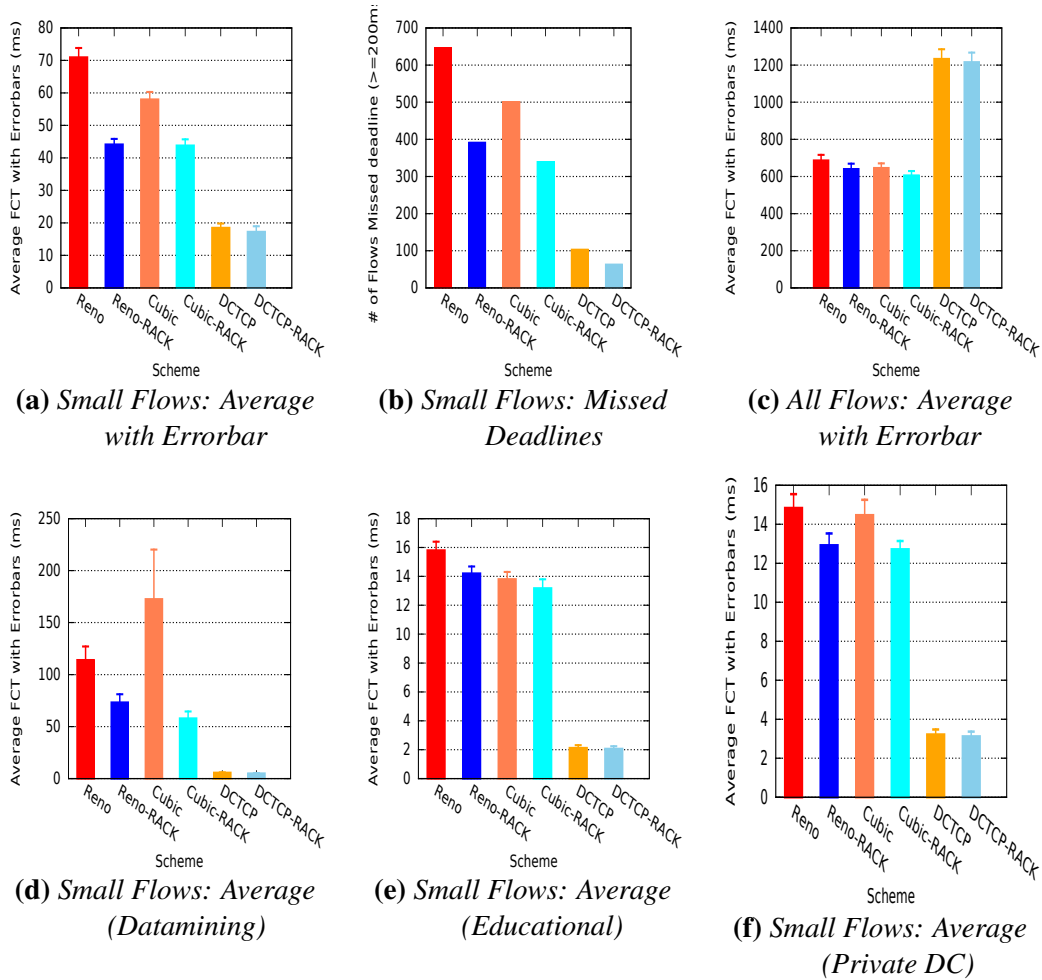 Average FCT with Errorbars (ms)
80
70
60
50
40
30
20
10
0
Reno
Reno-RACK
Cubic
Cubic-RACK
DCTCP
DCTCP-RACK
Scheme
(a) Small Flows: Average
with Errorbar
# of Flows Missed deadline (>=200ms
700
600
500
400
300
200
100
0
Reno
Reno-RACK
Cubic
Cubic-RACK
DCTCP
DCTCP-RACK
Scheme
(b) Small Flows: Missed
Deadlines
Average FCT with Errorbars (ms)
1400
1200
1000
800
600
400
200
0
Reno
Reno-RACK
Cubic
Cubic-RACK
DCTCP
DCTCP-RACK
Scheme
(c) All Flows: Average
with Errorbar
Average FCT with Errorbars (ms)
250
200
150
100
50
0
Reno
Reno-RACK
Cubic
Cubic-RACK
DCTCP
DCTCP-RACK
Scheme
(d) Small Flows: Average
(Datamining)
Average FCT with Errorbars (ms)
18
16
14
12
10
8
6
4
2
0
Reno
Reno-RACK
Cubic
Cubic-RACK
DCTCP
DCTCP-RACK
Scheme
(e) Small Flows: Average
(Educational)
Average FCT with Errorbars (ms)
16
14
12
10
8
6
4
2
0
Reno
Reno-RACK
Cubic
Cubic-RACK
DCTCP
DCTCP-RACK
Scheme
(f) Small Flows: Average
(Private DC)